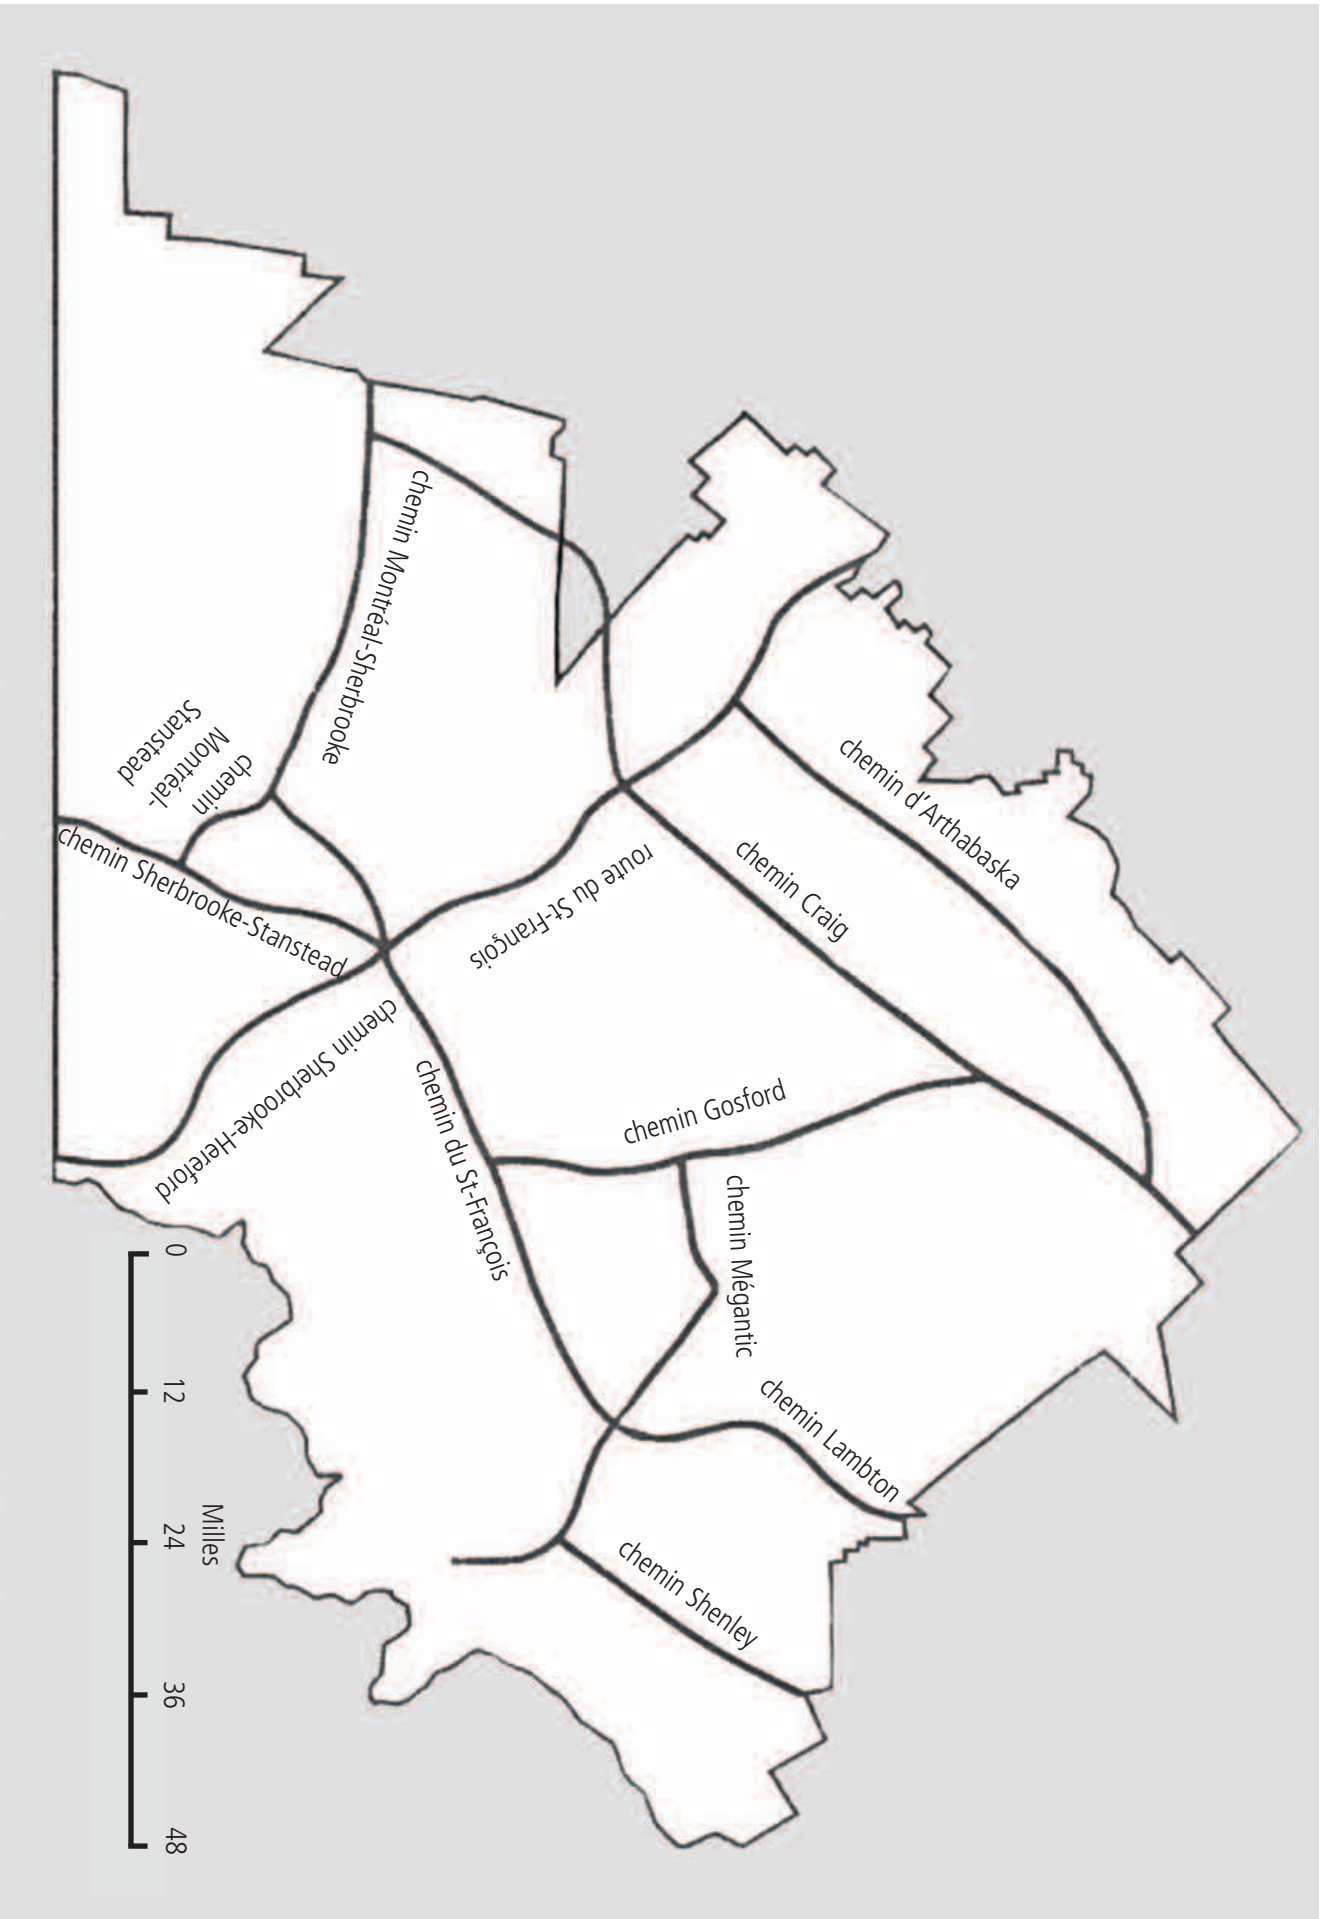 chemin Montréal-Sherbrooke
chemin
Montréal-
Stanstead
chemin Sherbrooke-Stanstead
chemin Sherbrooke-Hereford
route du St-François
chemin du St-François
chemin d'Arthabaska
chemin Craig
chemin Gosford
chemin Mégantic
chemin Lambton
chemin Shenley
0 12 24 36 48
Milles